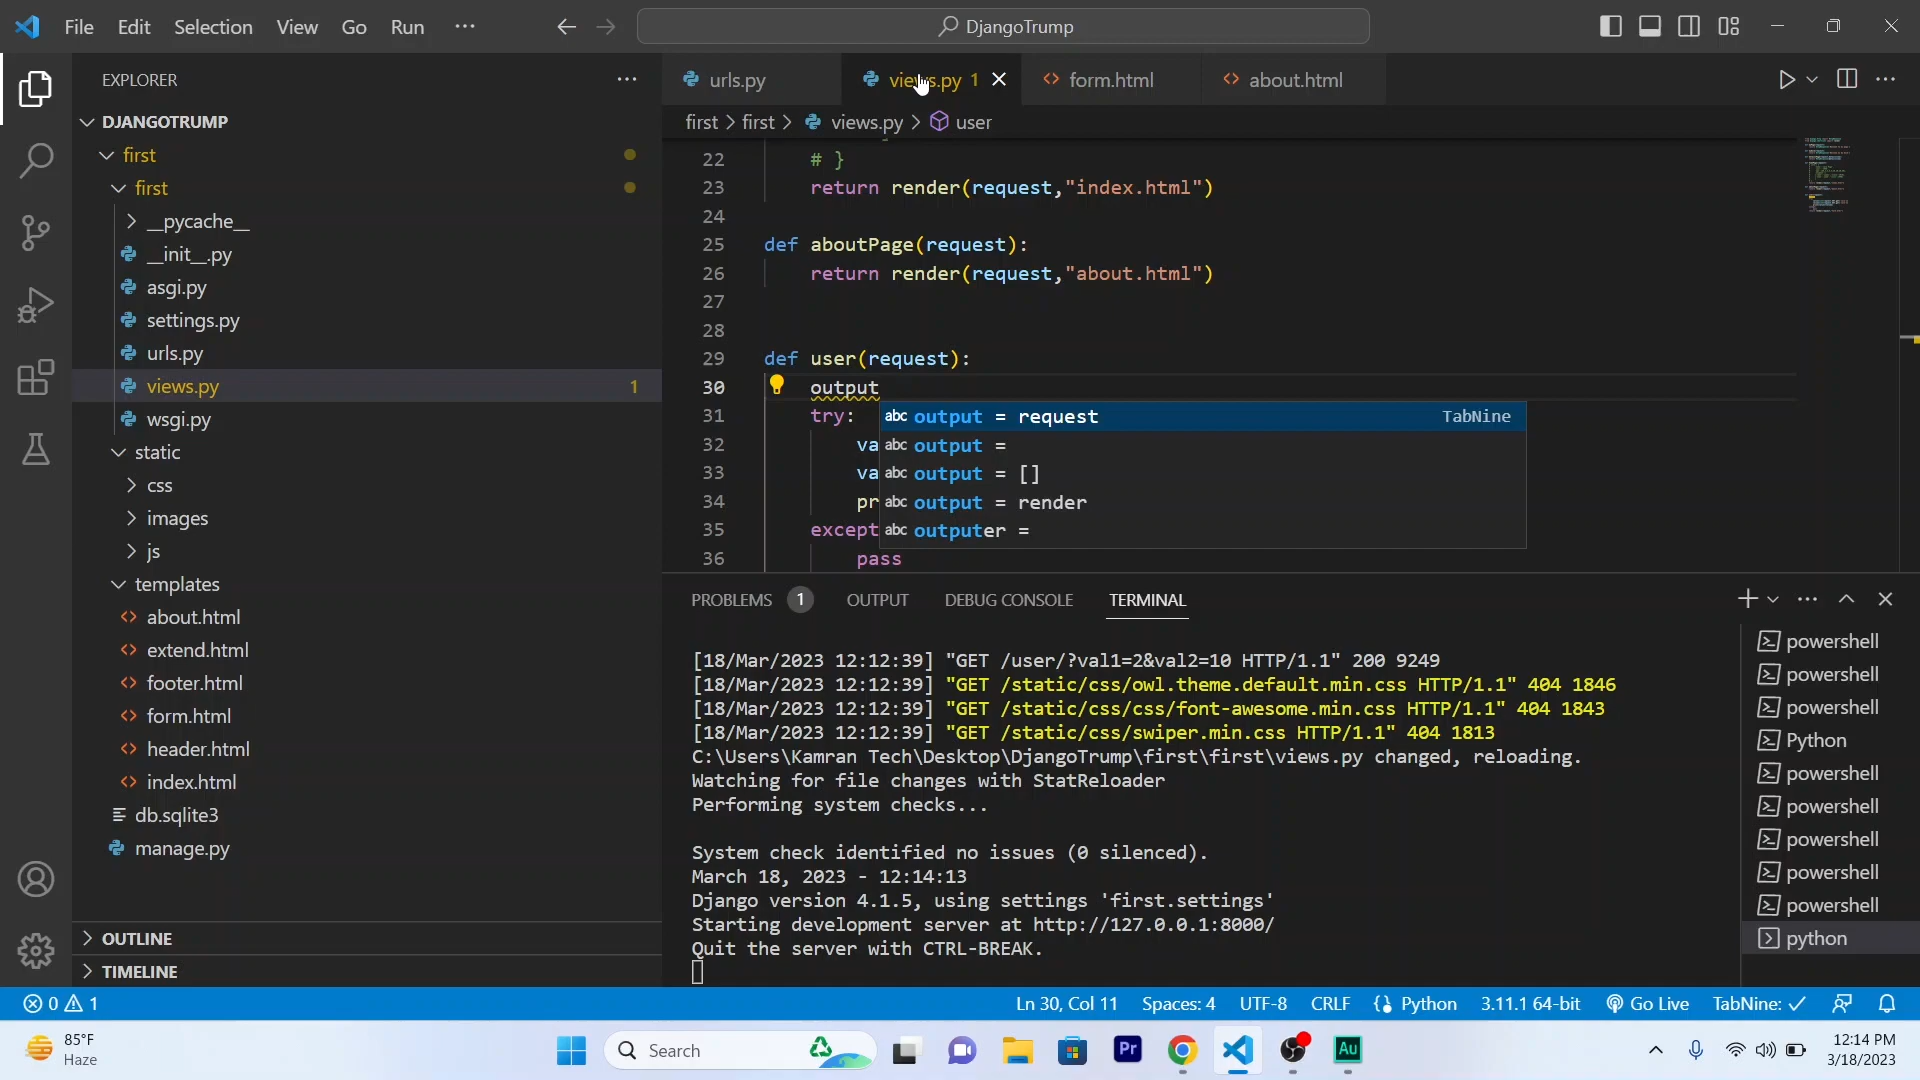 File Edit Selection View Go Run ···
DjangoTrump
EXPLORER
DJANGOTRUMP
first
first
__pycache__
__init__.py
asgi.py
settings.py
urls.py
views.py 1
wsgi.py
static
css
images
js
templates
about.html
extend.html
footer.html
form.html
header.html
index.html
db.sqlite3
manage.py
OUTLINE
TIMELINE
urls.py
views.py 1
form.html
about.html
first > first > views.py > user
22 # }
23 return render(request,"index.html")
24
25 def aboutPage(request):
26 return render(request,"about.html")
27
28
29 def user(request):
30 output
31 try:
32 va
33 va
34 pr
35 except
36 pass
abc output = request TabNine
abc output =
abc output = []
abc output = render
abc outputer =
PROBLEMS 1 OUTPUT DEBUG CONSOLE TERMINAL
[18/Mar/2023 12:12:39] "GET /user/?val1=2&val2=10 HTTP/1.1" 200 9249
[18/Mar/2023 12:12:39] "GET /static/css/owl.theme.default.min.css HTTP/1.1" 404 1846
[18/Mar/2023 12:12:39] "GET /static/css/css/font-awesome.min.css HTTP/1.1" 404 1843
[18/Mar/2023 12:12:39] "GET /static/css/swiper.min.css HTTP/1.1" 404 1813
C:\Users\Kamran Tech\Desktop\DjangoTrump\first\first\views.py changed, reloading.
Watching for file changes with StatReloader
Performing system checks...
System check identified no issues (0 silenced).
March 18, 2023 - 12:14:13
Django version 4.1.5, using settings 'first.settings'
Starting development server at http://127.0.0.1:8000/
Quit the server with CTRL-BREAK.
powershell
powershell
powershell
Python
powershell
powershell
powershell
powershell
powershell
python
0 1
Ln 30, Col 11 Spaces: 4 UTF-8 CRLF Python 3.11.1 64-bit Go Live TabNine:
85°F
Haze
Search
Pr
Au
12:14 PM
3/18/2023